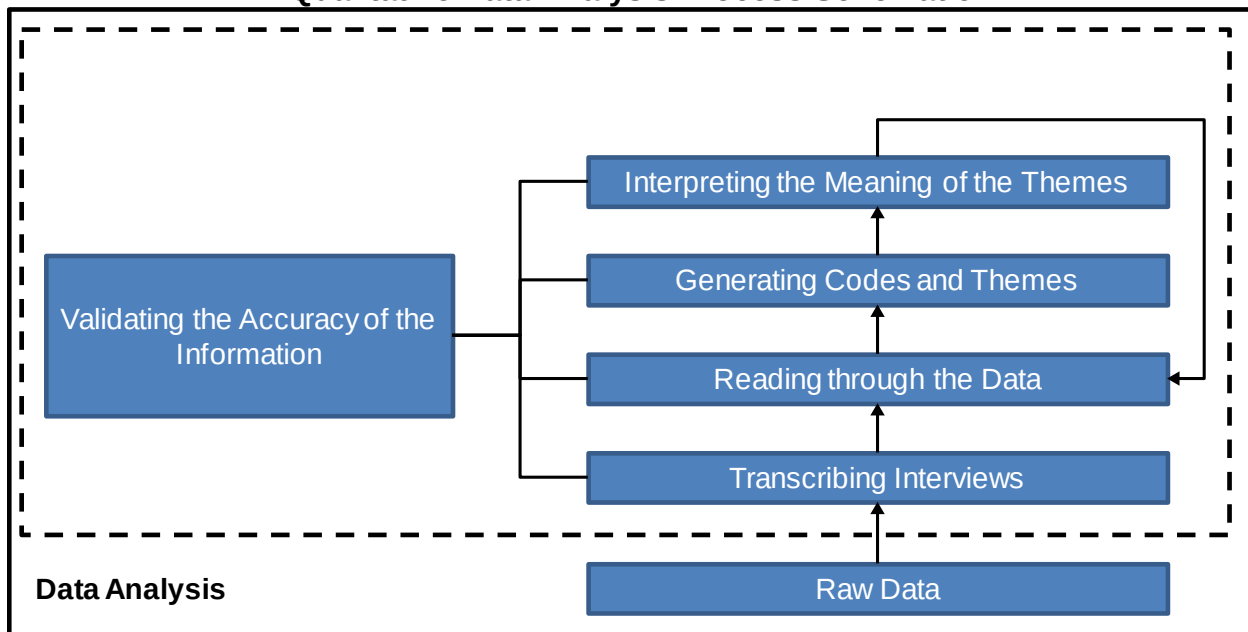 Interpreting the Meaning of the Themes
Generating Codes and Themes
Validating the Accuracy of the
Information
Reading through the Data
Transcribing Interviews
Data Analysis
Raw Data